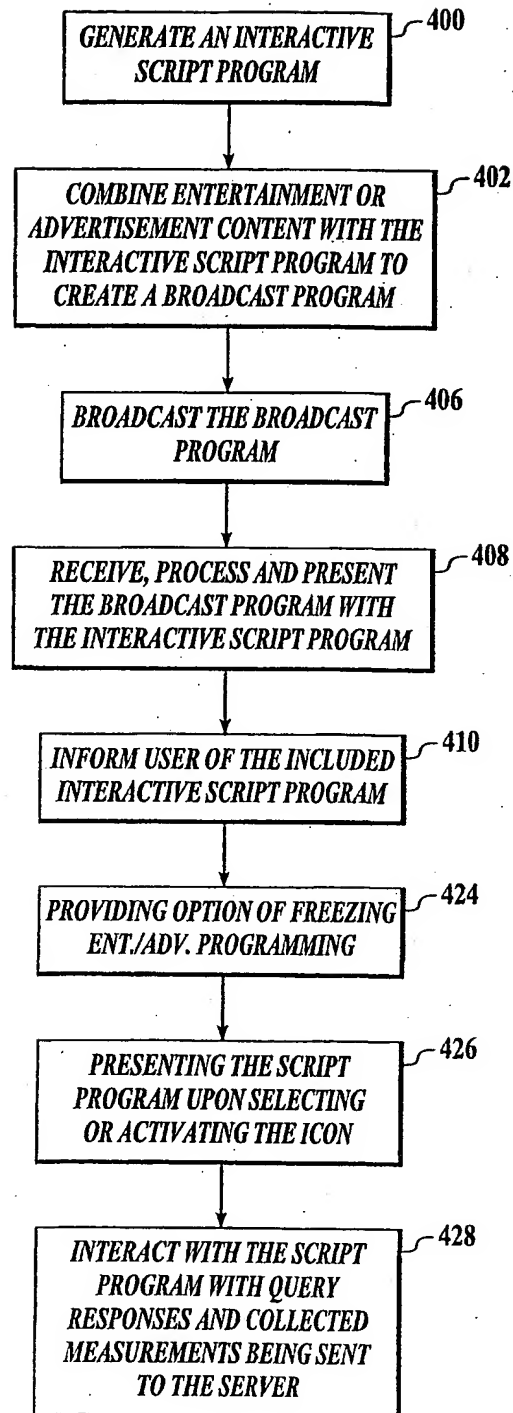 400
GENERATE AN INTERACTIVE
SCRIPT PROGRAM
402
COMBINE ENTERTAINMENT OR
ADVERTISEMENT CONTENT WITH THE
INTERACTIVE SCRIPT PROGRAM TO
CREATE A BROADCAST PROGRAM
406
BROADCAST THE BROADCAST
PROGRAM
408
RECEIVE, PROCESS AND PRESENT
THE BROADCAST PROGRAM WITH
THE INTERACTIVE SCRIPT PROGRAM
410
INFORM USER OF THE INCLUDED
INTERACTIVE SCRIPT PROGRAM
424
PROVIDING OPTION OF FREEZING
ENT./ADV. PROGRAMMING
426
PRESENTING THE SCRIPT
PROGRAM UPON SELECTING
OR ACTIVATING THE ICON
428
INTERACT WITH THE SCRIPT
PROGRAM WITH QUERY
RESPONSES AND COLLECTED
MEASUREMENTS BEING SENT
TO THE SERVER